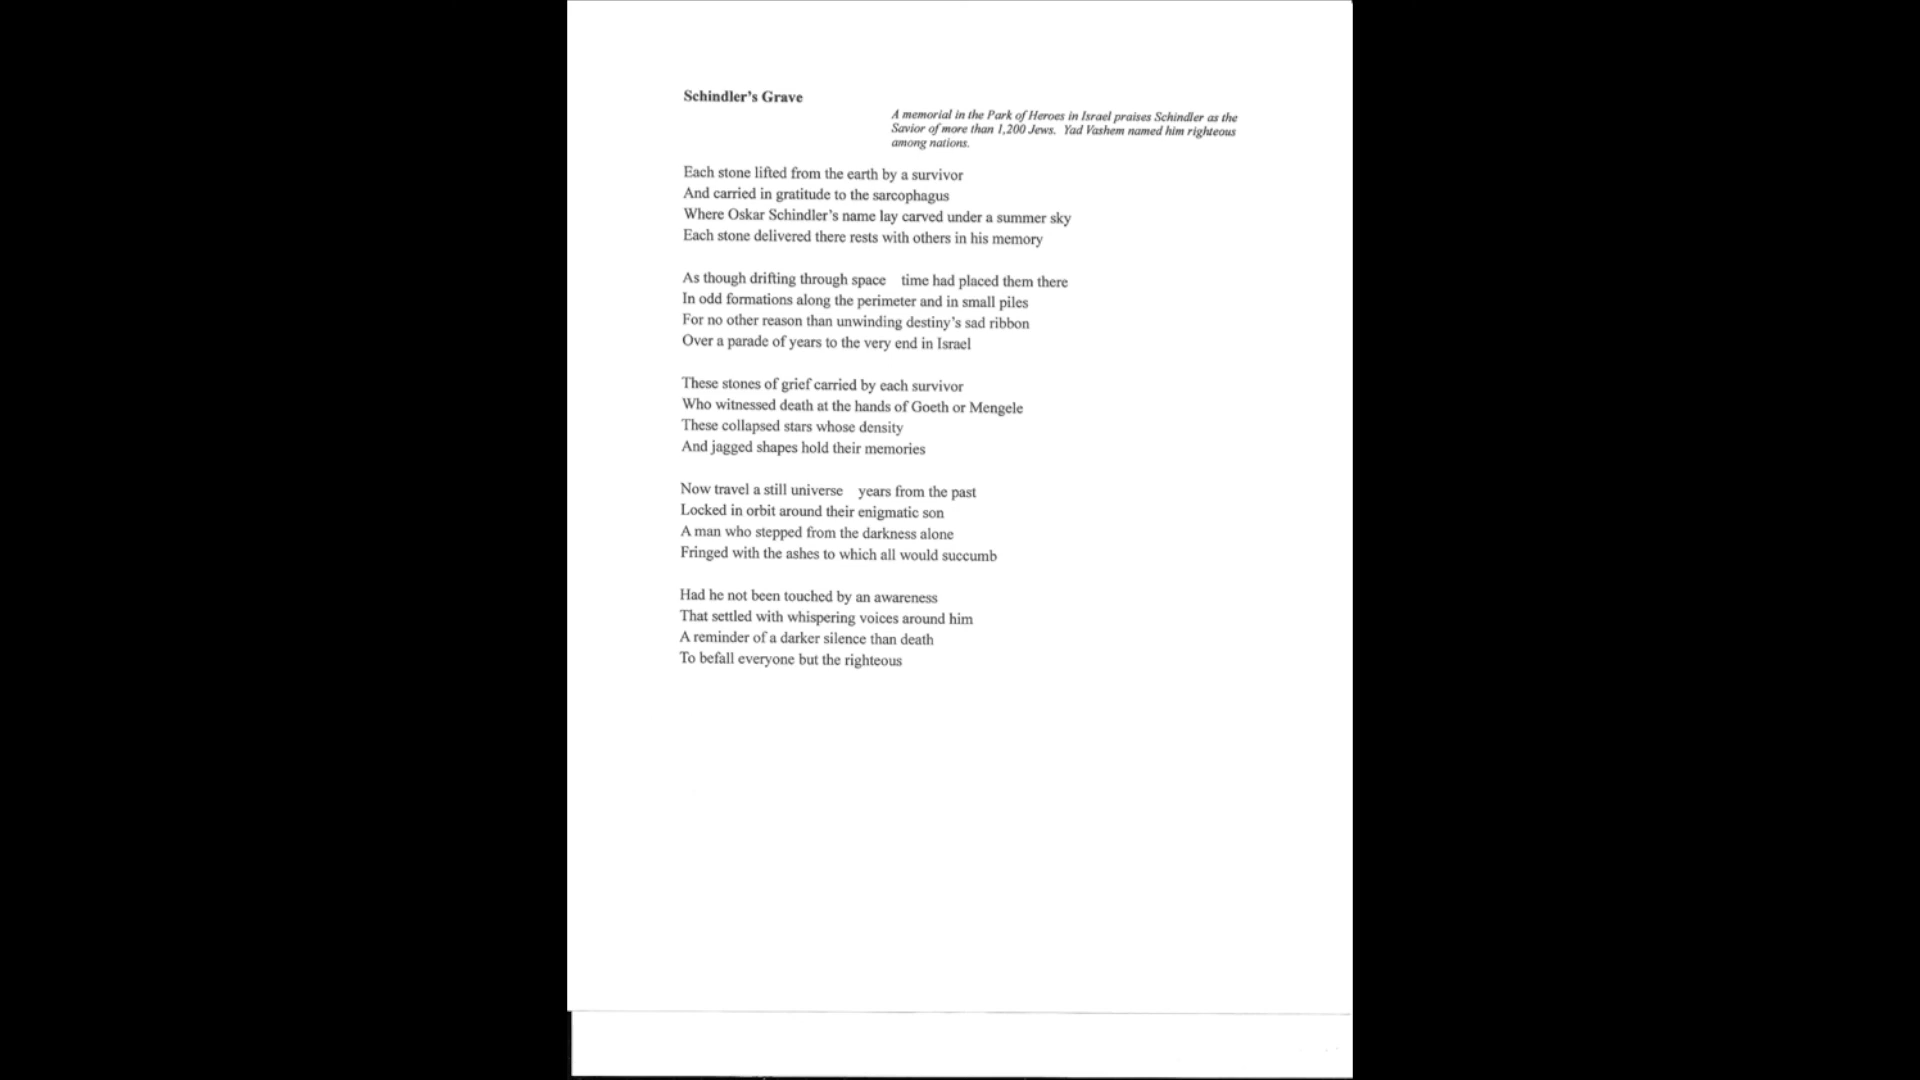 Schindler's Grave
A memorial in the Park of Heroes in Israel praises Schindler as the
Savior of more than 1,200 Jews.  Yad Vashem named him righteous
among nations.
Each stone lifted from the earth by a survivor
And carried in gratitude to the sarcophagus
Where Oskar Schindler's name lay carved under a summer sky
Each stone delivered there rests with others in his memory
As though drifting through space    time had placed them there
In odd formations along the perimeter and in small piles
For no other reason than unwinding destiny's sad ribbon
Over a parade of years to the very end in Israel
These stones of grief carried by each survivor
Who witnessed death at the hands of Goeth or Mengele
These collapsed stars whose density
And jagged shapes hold their memories
Now travel a still universe    years from the past
Locked in orbit around their enigmatic son
A man who stepped from the darkness alone
Fringed with the ashes to which all would succumb
Had he not been touched by an awareness
That settled with whispering voices around him
A reminder of a darker silence than death
To befall everyone but the righteous